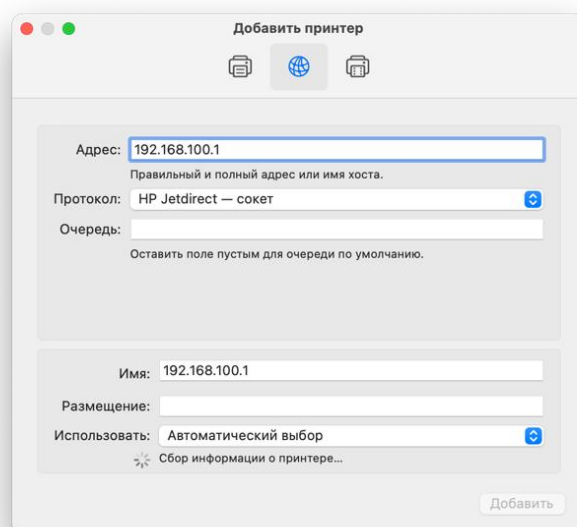 Добавить принтер
Адрес: 192.168.100.1
Правильный и полный адрес или имя хоста.
Протокол: HP Jetdirect — сокет
Очередь:
Оставить поле пустым для очереди по умолчанию.
Имя: 192.168.100.1
Размещение:
Использовать: Автоматический выбор
Сбор информации о принтере...
Добавить